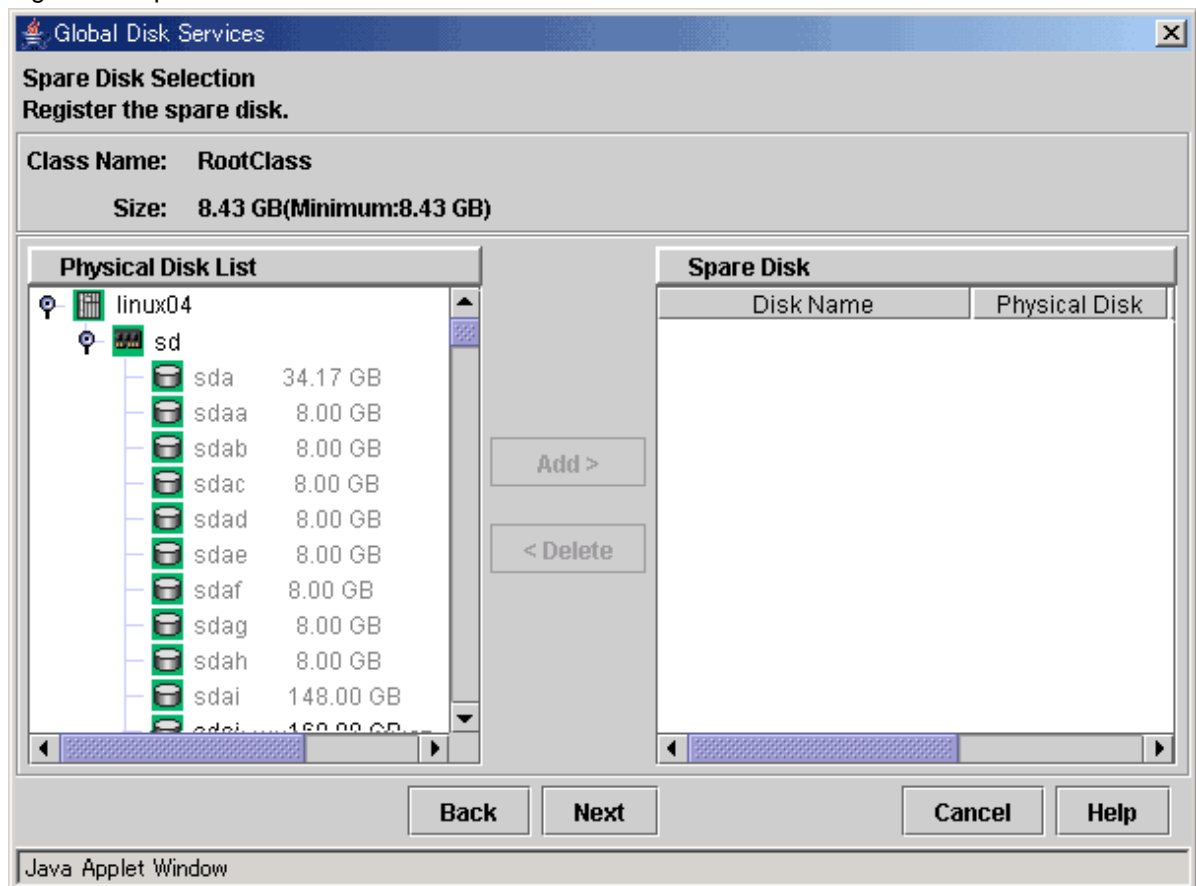 Global Disk Services
Spare Disk Selection
Register the spare disk.
Class Name: RootClass
Size: 8.43 GB(Minimum:8.43 GB)
Physical Disk List
linux04
sd
sda 34.17 GB
sdaa 8.00 GB
sdab 8.00 GB
sdac 8.00 GB
sdad 8.00 GB
sdae 8.00 GB
sdaf 8.00 GB
sdag 8.00 GB
sdah 8.00 GB
sdai 148.00 GB
Add >
< Delete
Spare Disk
Disk Name Physical Disk
Back Next Cancel Help
Java Applet Window